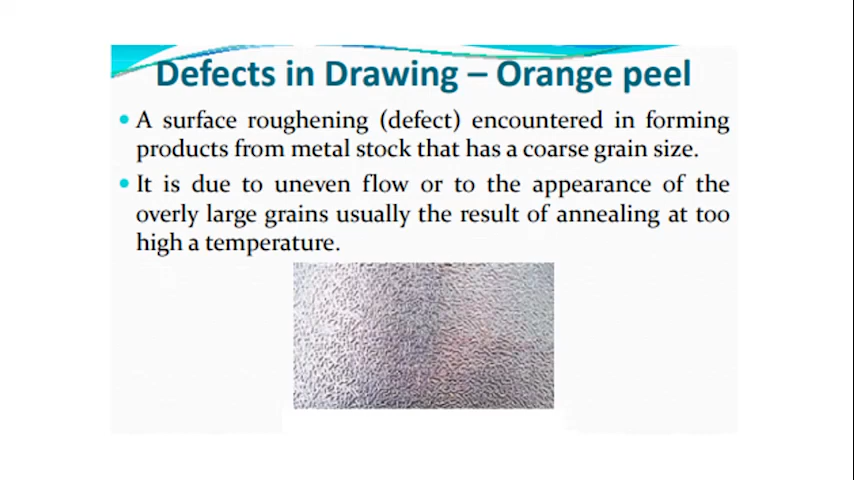 Defects in Drawing – Orange peel
• A surface roughening (defect) encountered in forming
products from metal stock that has a coarse grain size.
• It is due to uneven flow or to the appearance of the
overly large grains usually the result of annealing at too
high a temperature.